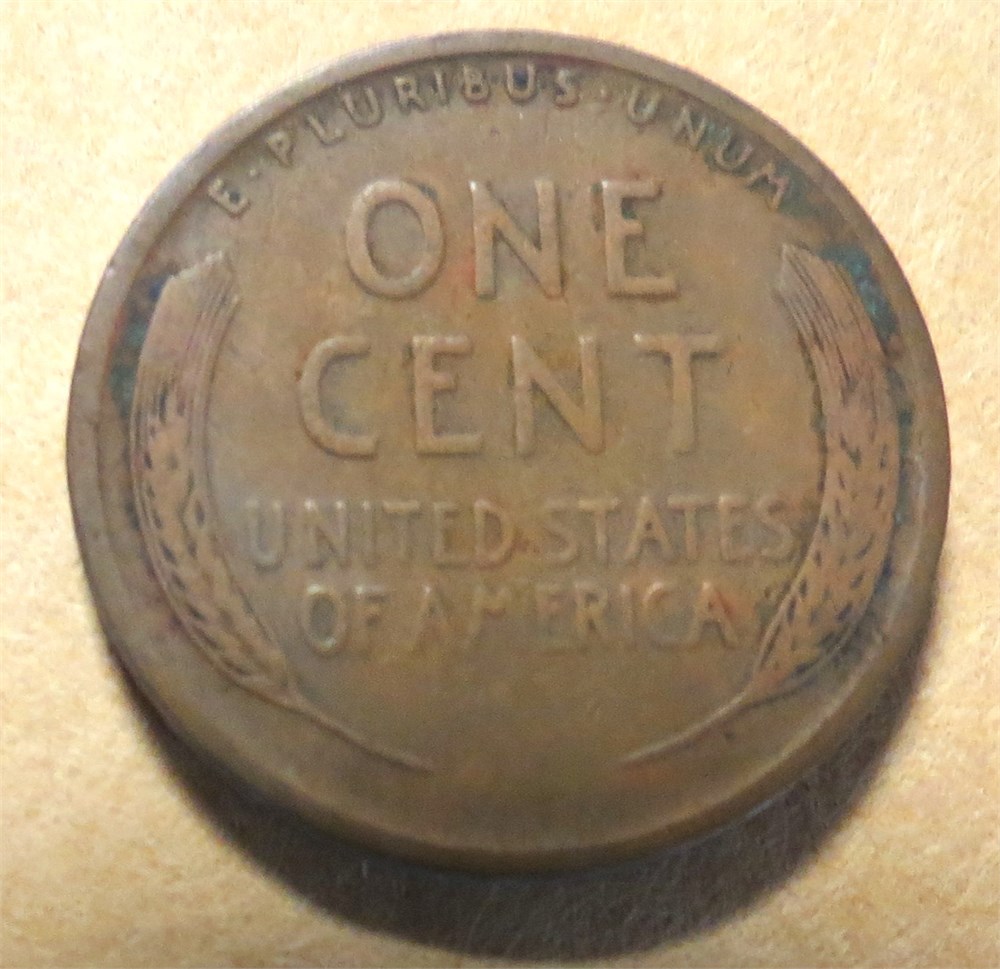 E·PLURIBUS·UNUM
ONE
CENT
UNITED STATES
OF AMERICA